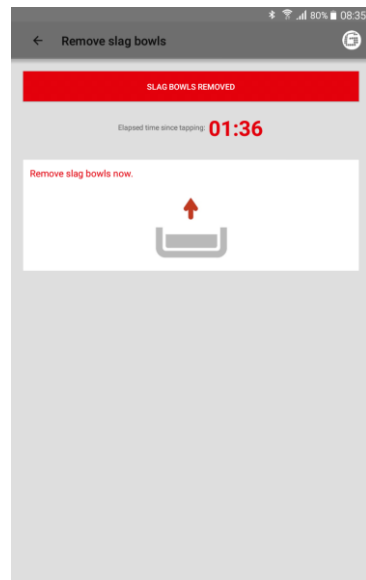 80% 08:35
Remove slag bowls
SLAG BOWLS REMOVED
Elapsed time since tapping: 01:36
Remove slag bowls now.